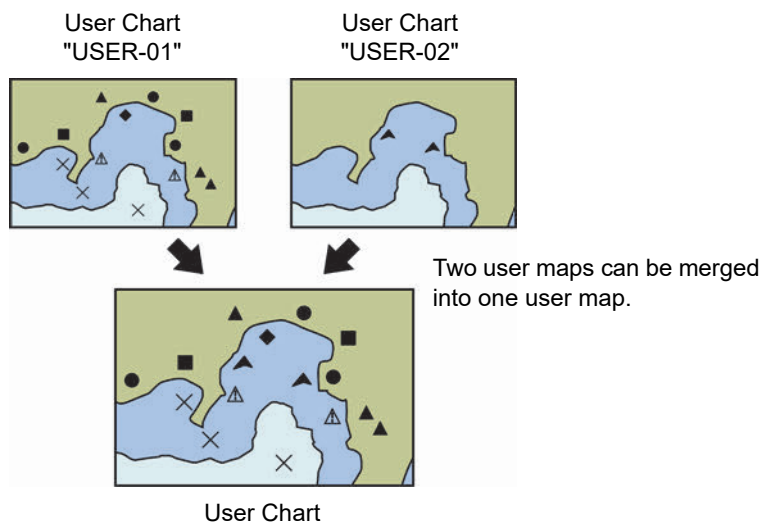 User Chart
"USER-01"
User Chart
"USER-02"
Two user maps can be merged
into one user map.
User Chart